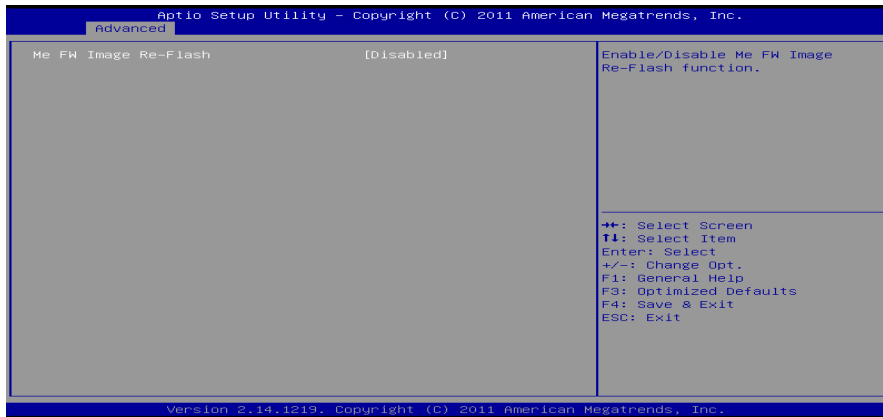 Aptio Setup Utility - Copyright (C) 2011 American Megatrends, Inc.
Advanced
Me FW Image Re-Flash [Disabled]
Enable/Disable Me FW Image
Re-Flash function.
→←: Select Screen
↑↓: Select Item
Enter: Select
+/-: Change Opt.
F1: General Help
F3: Optimized Defaults
F4: Save & Exit
ESC: Exit
Version 2.14.1219. Copyright (C) 2011 American Megatrends, Inc.